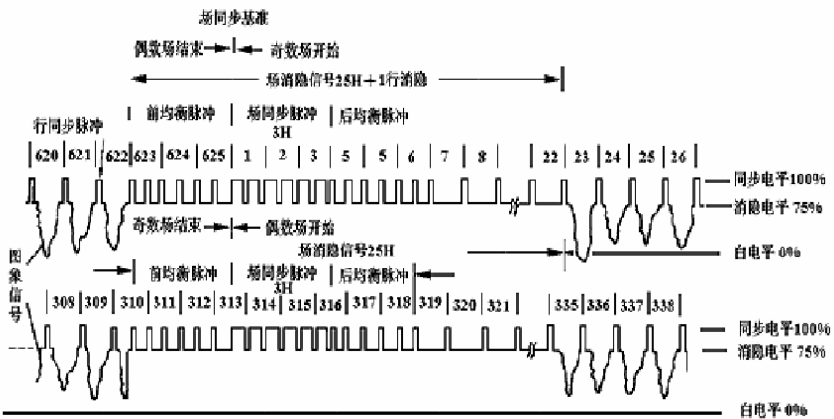 场同步基准
偶数场结束 奇数场开始
场消隐信号25H+1行消隐
行同步脉冲 前均衡脉冲 场同步脉冲 后均衡脉冲
3H
620 621 622 623 624 625 1 2 3 5 5 6 7 8 22 23 24 25 26
同步电平100%
消隐电平 75%
奇数场结束 偶数场开始
场消隐信号25H
白电平 0%
图象信号
前均衡脉冲 场同步脉冲 后均衡脉冲
3H
308 309 310 311 312 313 314 315 316 317 318 319 320 321 335 336 337 338
同步电平100%
消隐电平 75%
白电平 0%